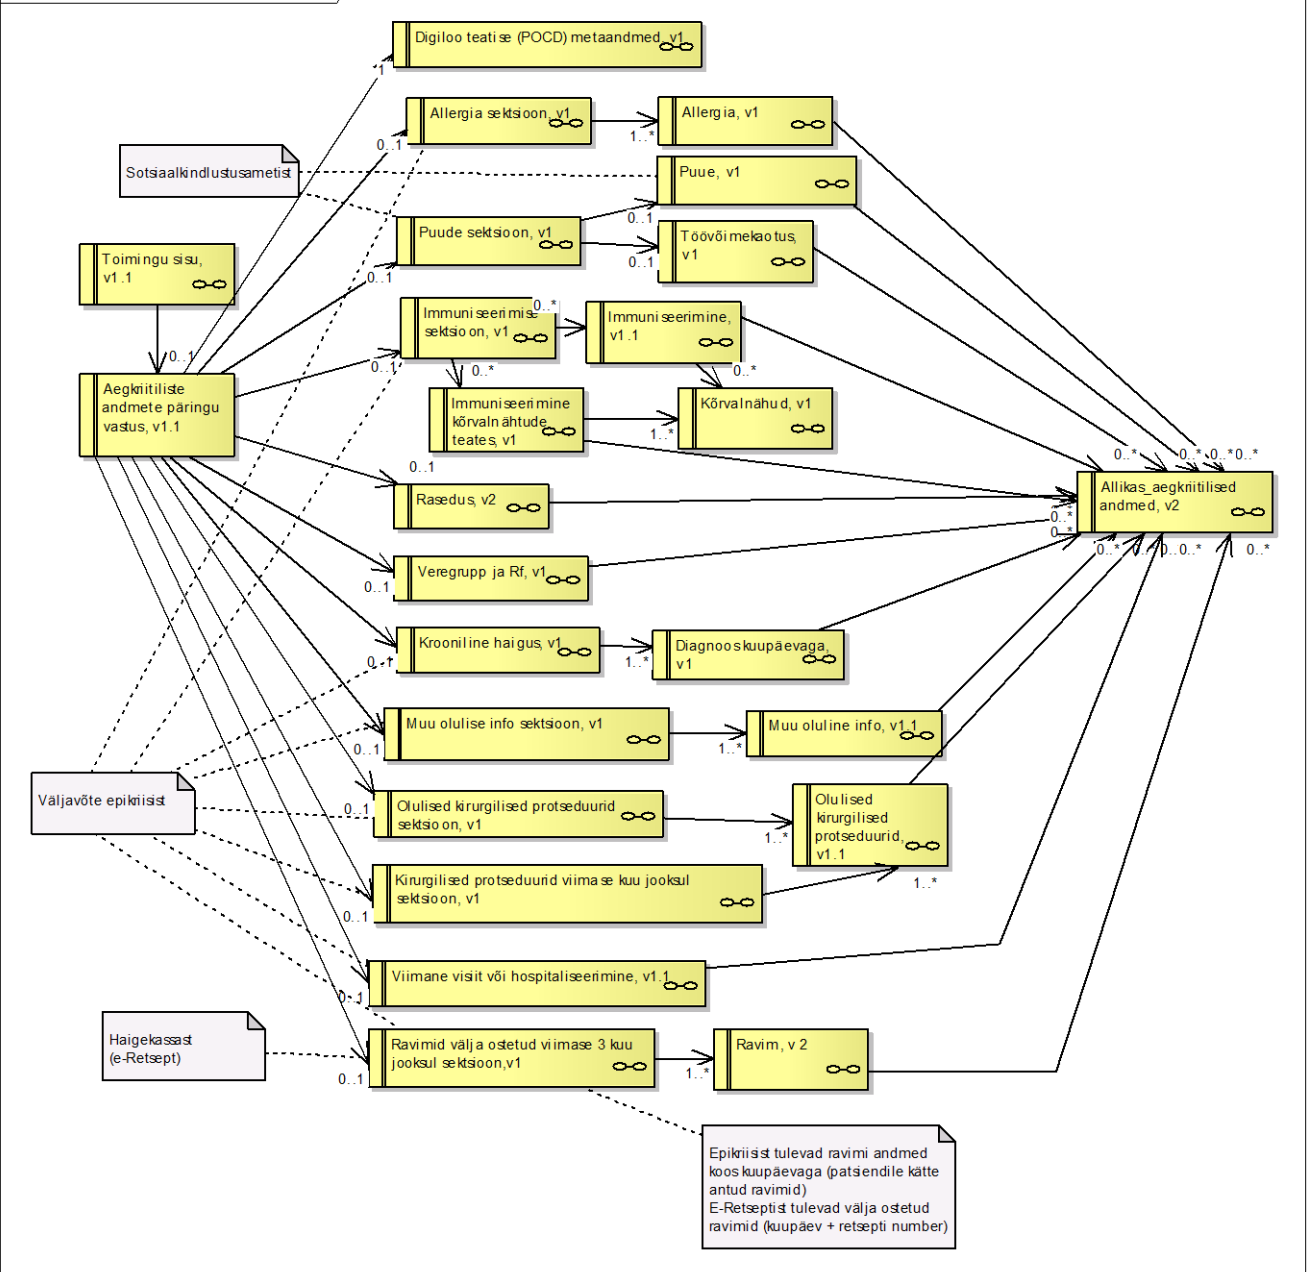 Digiloo teatise (POCD) metaandmed, v1
1
Allergia sektsioon, v1
0..1
Allergia, v1
1..*
Sotsiaalkindlustusametist
Puue, v1
0..1
Puude sektsioon, v1
0..1
Töövõimekaotus,
v1
0..1
Toimingu sisu,
v1.1
0..1
Immuniseerimise
sektsioon, v1
0..1
0..*
Immuniseerimine,
v1.1
0..*
0..*
Aegkriitiliste
andmete päringu
vastus, v1.1
Immuniseerimine
kõrvalnähtude
teates, v1
Kõrvalnähud, v1
1..*
0..*
0..*
0..*
0..*
Allikas_aegkriitilised
andmed, v2
0..1
Rasedus, v2
0..*
0..*
0..*
0..*
0..*
0..*
Veregrupp ja Rf, v1
0..1
Krooniline haigus, v1
0..1
Diagnoos kuupäevaga,
v1
1..*
Muu olulise info sektsioon, v1
0..1
Muu oluline info, v1.1
1..*
Väljavõte epikriisist
Olulised kirurgilised protseduurid
sektsioon, v1
0..1
Olulised
kirurgilised
protseduurid,
v1.1
1..*
1..*
Kirurgilised protseduurid viimase kuu jooksul
sektsioon, v1
0..1
Viimane visiit või hospitaliseerimine, v1.1
0..1
Haigekassast
(e-Retsept)
Ravimid välja ostetud viimase 3 kuu
jooksul sektsioon,v1
0..1
Ravim, v 2
1..*
Epikriisist tulevad ravimi andmed
koos kuupäevaga (patsiendile kätte
antud ravimid)
E-Retseptist tulevad välja ostetud
ravimid (kuupäev + retsepti number)